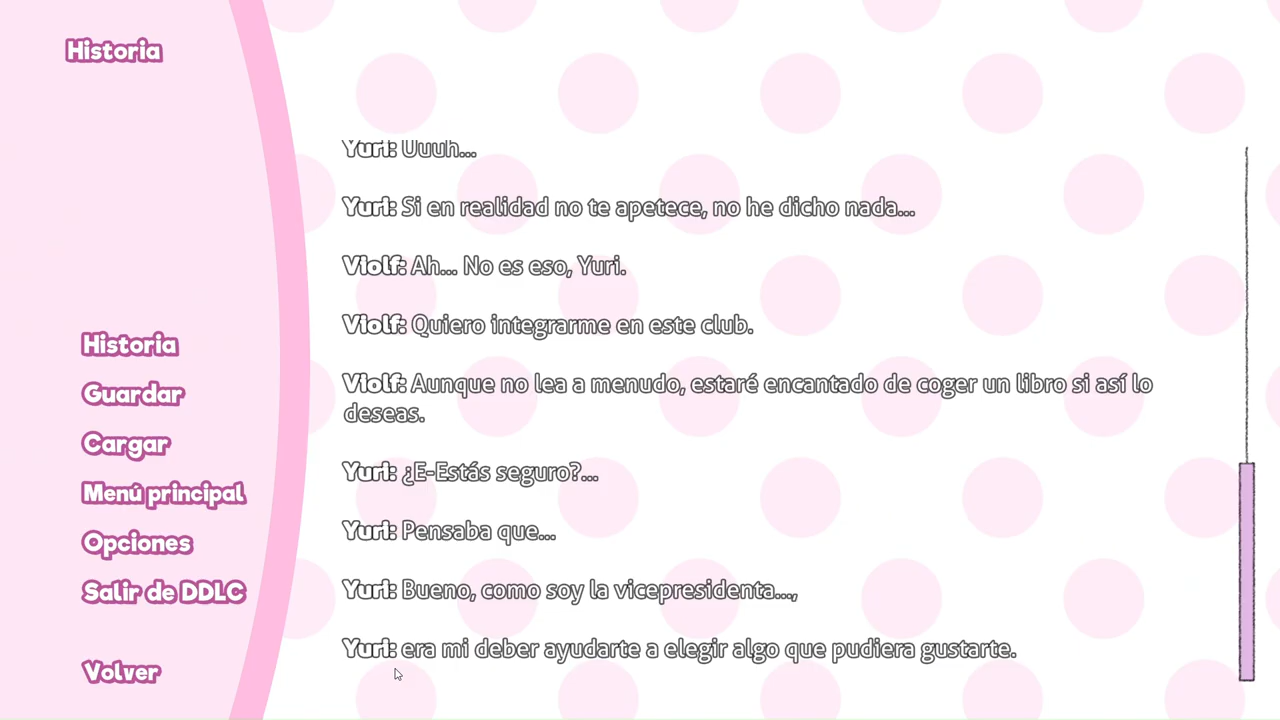 Historia
Yuri: Uuuh...
Yuri: Si en realidad no te apetece, no he dicho nada...
Violf: Ah... No es eso, Yuri.
Violf: Quiero integrarme en este club.
Violf: Aunque no lea a menudo, estaré encantado de coger un libro si así lo
deseas.
Yuri: ¿E-Estás seguro?...
Yuri: Pensaba que...
Yuri: Bueno, como soy la vicepresidenta...,
Yuri: era mi deber ayudarte a elegir algo que pudiera gustarte.
Historia
Guardar
Cargar
Menú principal
Opciones
Salir de DDLC
Volver